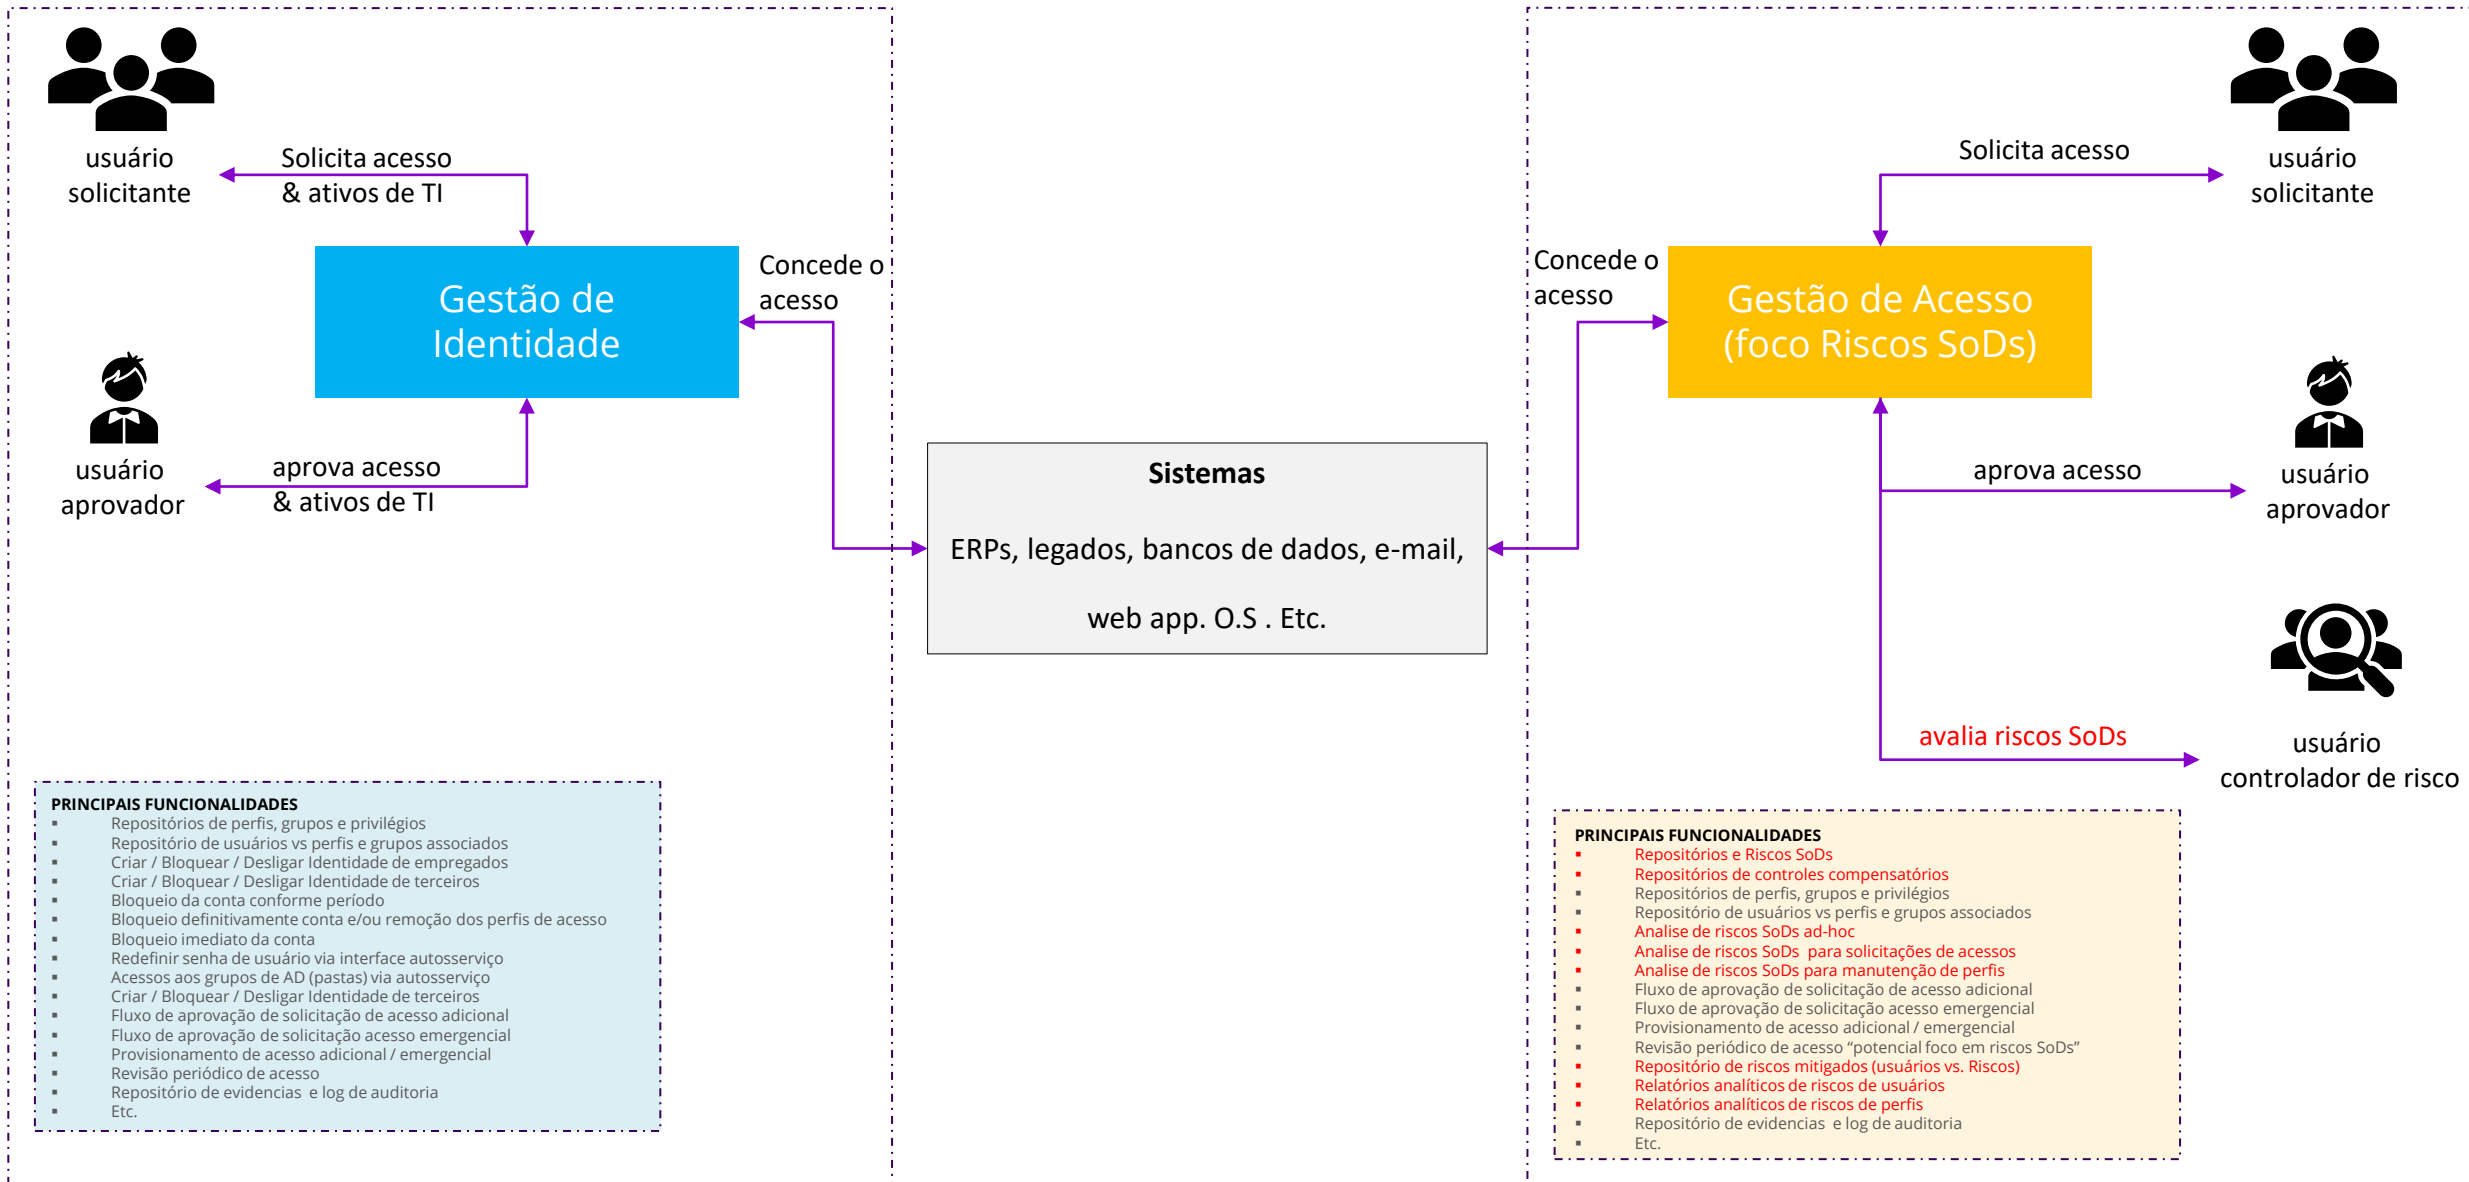 usuário
solicitante
Solicita acesso
& ativos de TI
Gestão de
Identidade
Concede o
acesso
usuário
aprovador
aprova acesso
& ativos de TI
Sistemas
ERPs, legados, bancos de dados, e-mail,
web app. O.S . Etc.
Solicita acesso
usuário
solicitante
Concede o
acesso
Gestão de Acesso
(foco Riscos SoDs)
aprova acesso
usuário
aprovador
avalia riscos SoDs
usuário
controlador de risco
PRINCIPAIS FUNCIONALIDADES
▪ Repositórios de perfis, grupos e privilégios
▪ Repositório de usuários vs perfis e grupos associados
▪ Criar / Bloquear / Desligar Identidade de empregados
▪ Criar / Bloquear / Desligar Identidade de terceiros
▪ Bloqueio da conta conforme período
▪ Bloqueio definitivamente conta e/ou remoção dos perfis de acesso
▪ Bloqueio imediato da conta
▪ Redefinir senha de usuário via interface autosserviço
▪ Acessos aos grupos de AD (pastas) via autosserviço
▪ Criar / Bloquear / Desligar Identidade de terceiros
▪ Fluxo de aprovação de solicitação de acesso adicional
▪ Fluxo de aprovação de solicitação acesso emergencial
▪ Provisionamento de acesso adicional / emergencial
▪ Revisão periódico de acesso
▪ Repositório de evidencias e log de auditoria
▪ Etc.
PRINCIPAIS FUNCIONALIDADES
▪ Repositórios e Riscos SoDs
▪ Repositórios de controles compensatórios
▪ Repositórios de perfis, grupos e privilégios
▪ Repositório de usuários vs perfis e grupos associados
▪ Analise de riscos SoDs ad-hoc
▪ Analise de riscos SoDs para solicitações de acessos
▪ Analise de riscos SoDs para manutenção de perfis
▪ Fluxo de aprovação de solicitação de acesso adicional
▪ Fluxo de aprovação de solicitação acesso emergencial
▪ Provisionamento de acesso adicional / emergencial
▪ Revisão periódico de acesso “potencial foco em riscos SoDs”
▪ Repositório de riscos mitigados (usuários vs. Riscos)
▪ Relatórios analíticos de riscos de usuários
▪ Relatórios analíticos de riscos de perfis
▪ Repositório de evidencias e log de auditoria
▪ Etc.